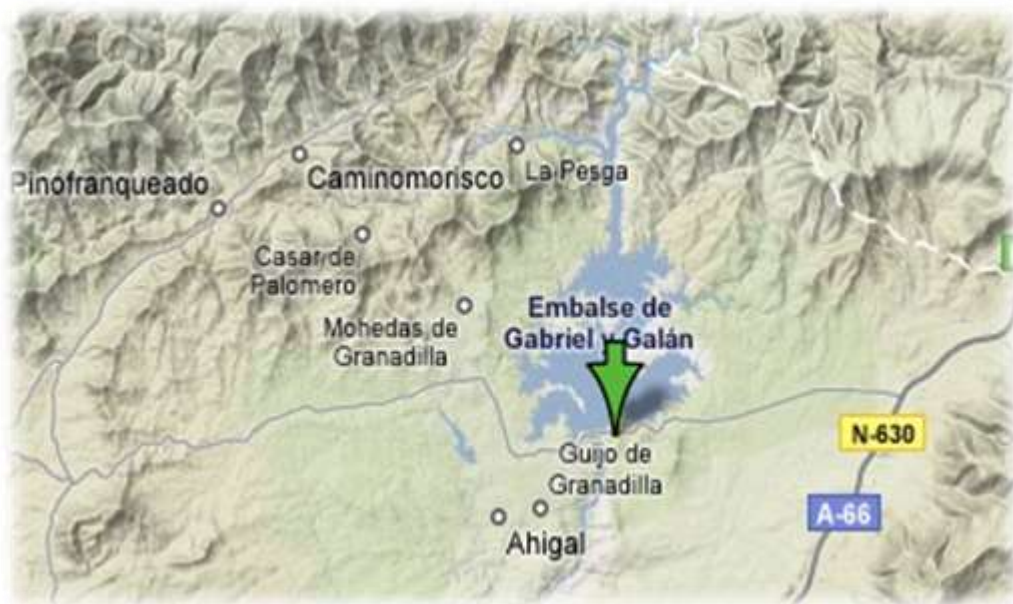 La Pesga
Caminomorisco
Pinofranqueado
Casar de
Palomero
Embalse de
Gabriel y Galán
Mohedas de
Granadilla
N-630
Guijo de
Granadilla
A-66
Ahigal